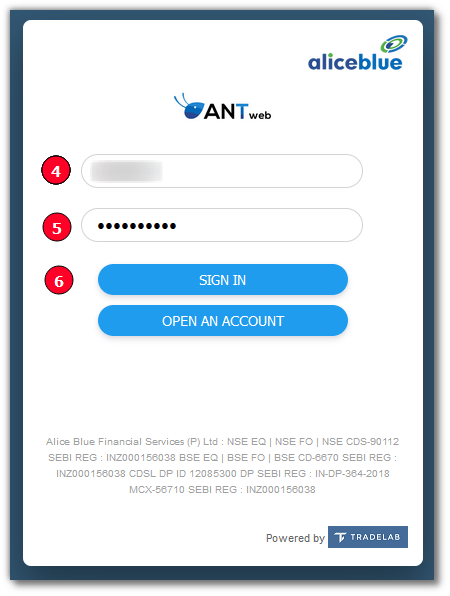 aliceblue
ANT web
4
5
••••••••••
6
SIGN IN
OPEN AN ACCOUNT
Alice Blue Financial Services (P) Ltd : NSE EQ | NSE FO | NSE CDS-90112
SEBI REG : INZ000156038 BSE EQ | BSE FO | BSE CD-6670 SEBI REG :
INZ000156038 CDSL DP ID 12085300 DP SEBI REG : IN-DP-364-2018
MCX-56710 SEBI REG : INZ000156038
Powered by TRADELAB